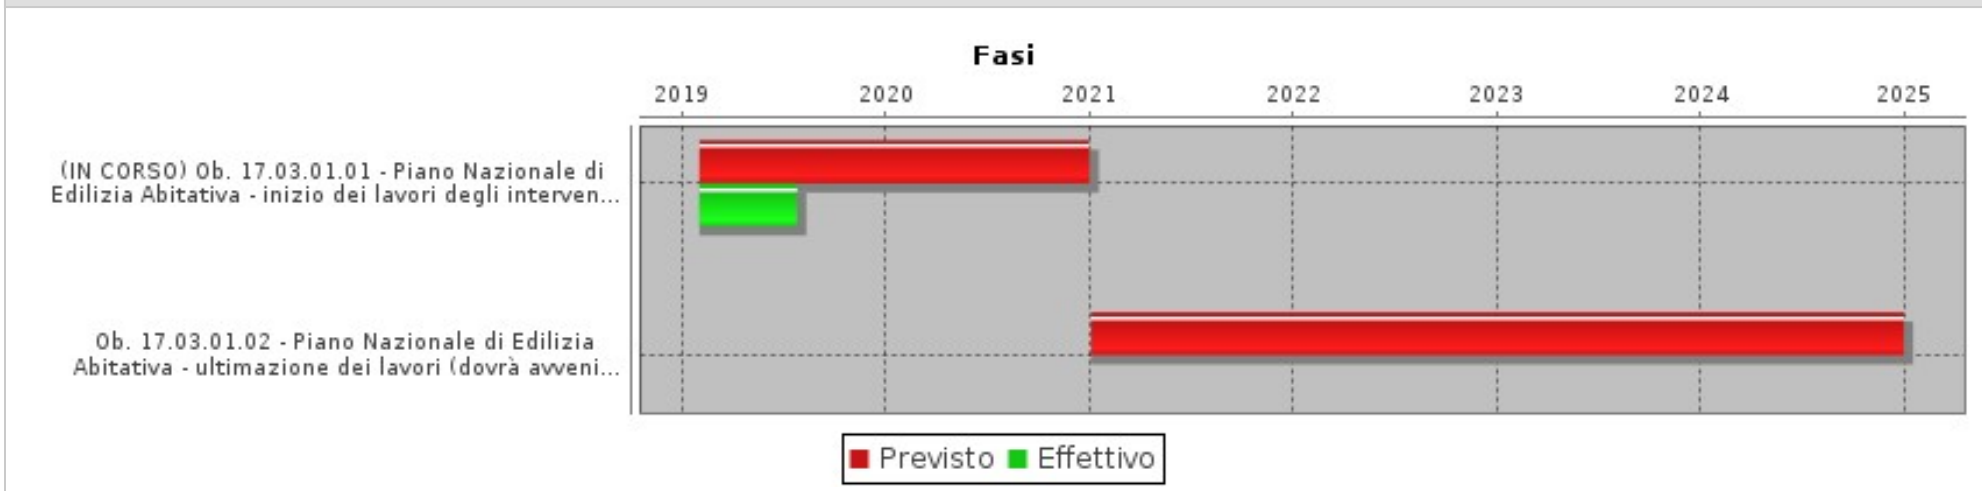 Fasi
2019 2020 2021 2022 2023 2024 2025
(IN CORSO) Ob. 17.03.01.01 - Piano Nazionale di
Edilizia Abitativa - inizio dei lavori degli interven...
Ob. 17.03.01.02 - Piano Nazionale di Edilizia
Abitativa - ultimazione dei lavori (dovrà avveni...
Previsto Effettivo